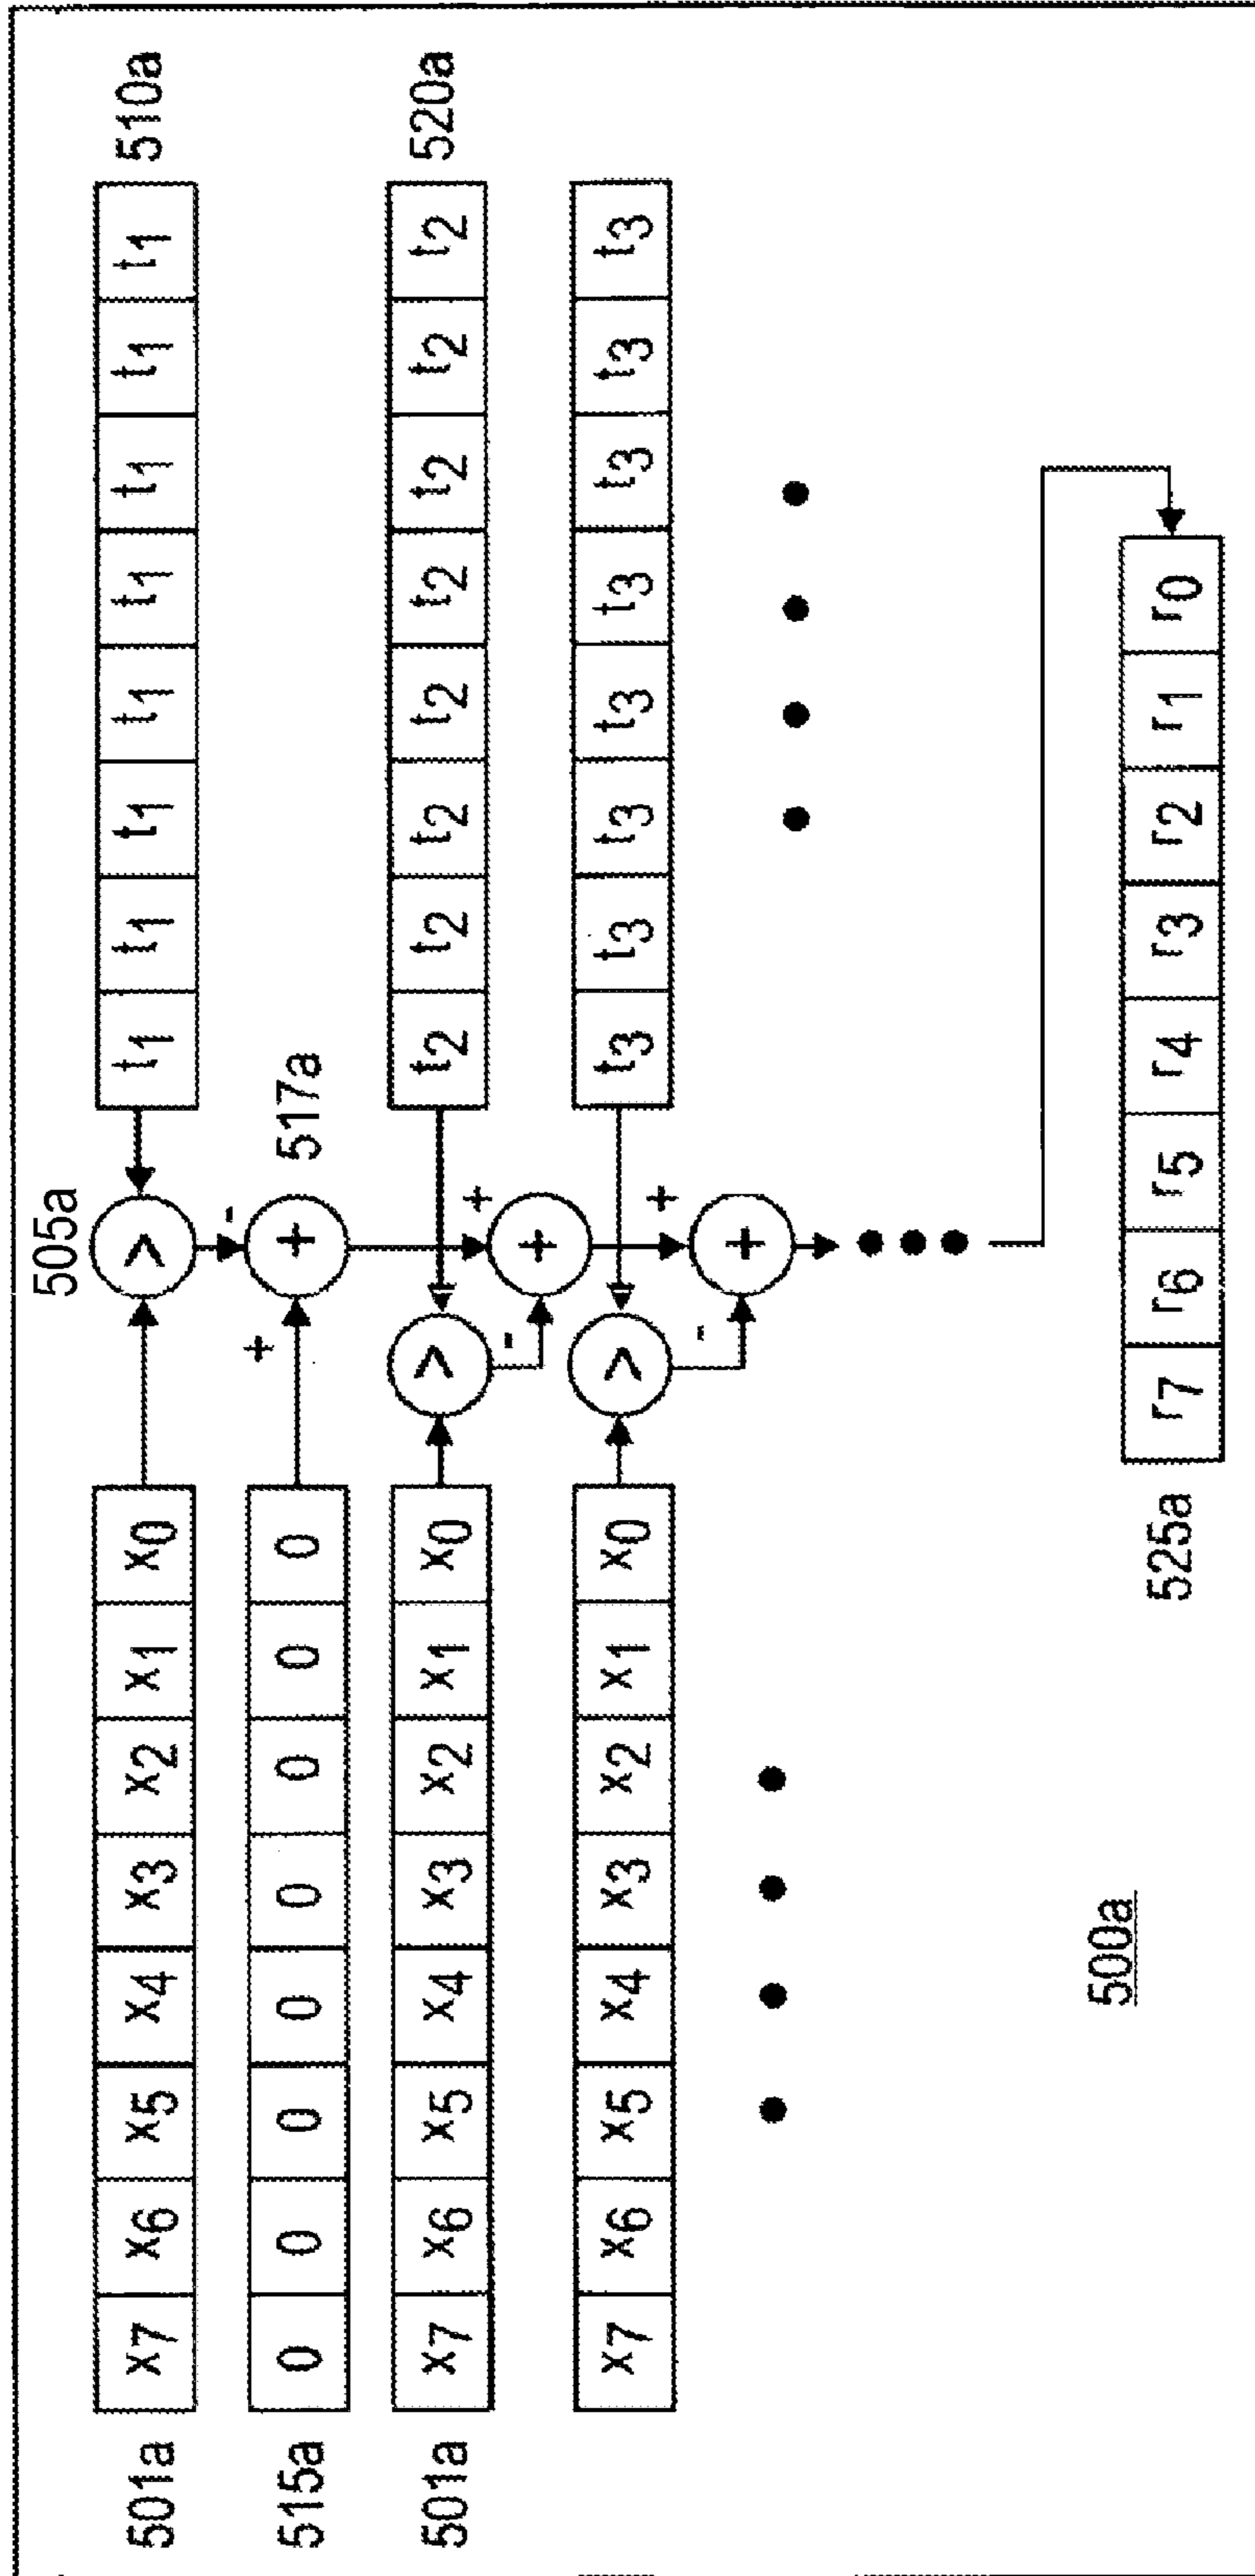 505a
501a x7 x6 x5 x4 x3 x2 x1 x0 > t1 t1 t1 t1 t1 t1 t1 t1 510a
-
515a 0 0 0 0 0 0 0 0 + + 517a
501a x7 x6 x5 x4 x3 x2 x1 x0 > t2 t2 t2 t2 t2 t2 t2 t2 520a
- + +
x7 x6 x5 x4 x3 x2 x1 x0 > t3 t3 t3 t3 t3 t3 t3 t3
- + +
500a
525a r7 r6 r5 r4 r3 r2 r1 r0